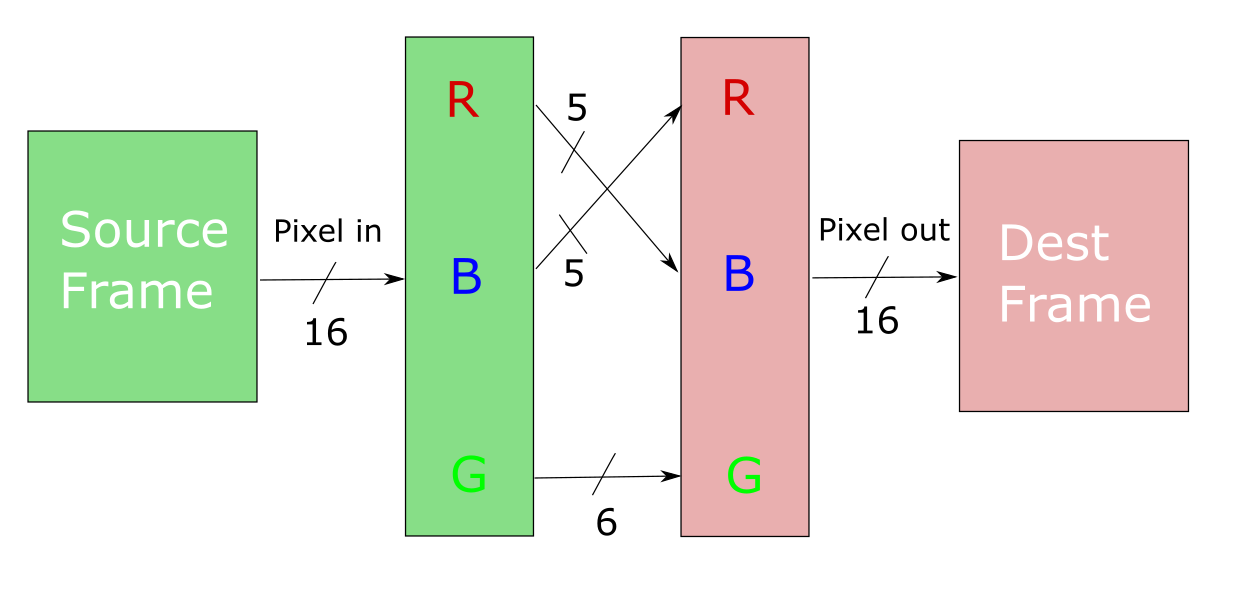 Source
Frame
Pixel in
16
R
B
G
5
5
6
R
B
G
Pixel out
16
Dest
Frame